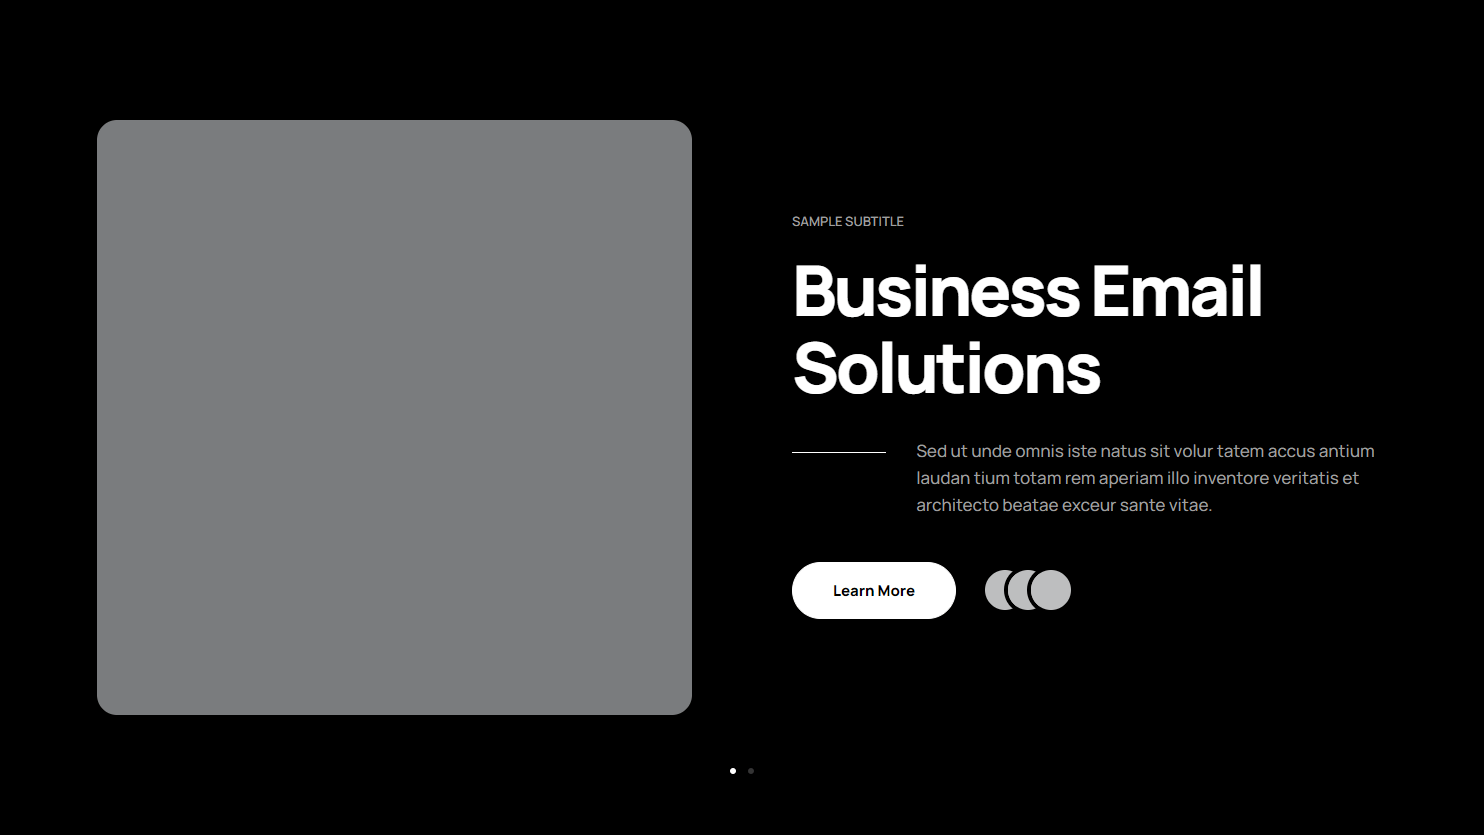 SAMPLE SUBTITLE
Business Email
Solutions
Sed ut unde omnis iste natus sit volur tatem accus antium
laudan tium totam rem aperiam illo inventore veritatis et
architecto beatae exceur sante vitae.
Learn More